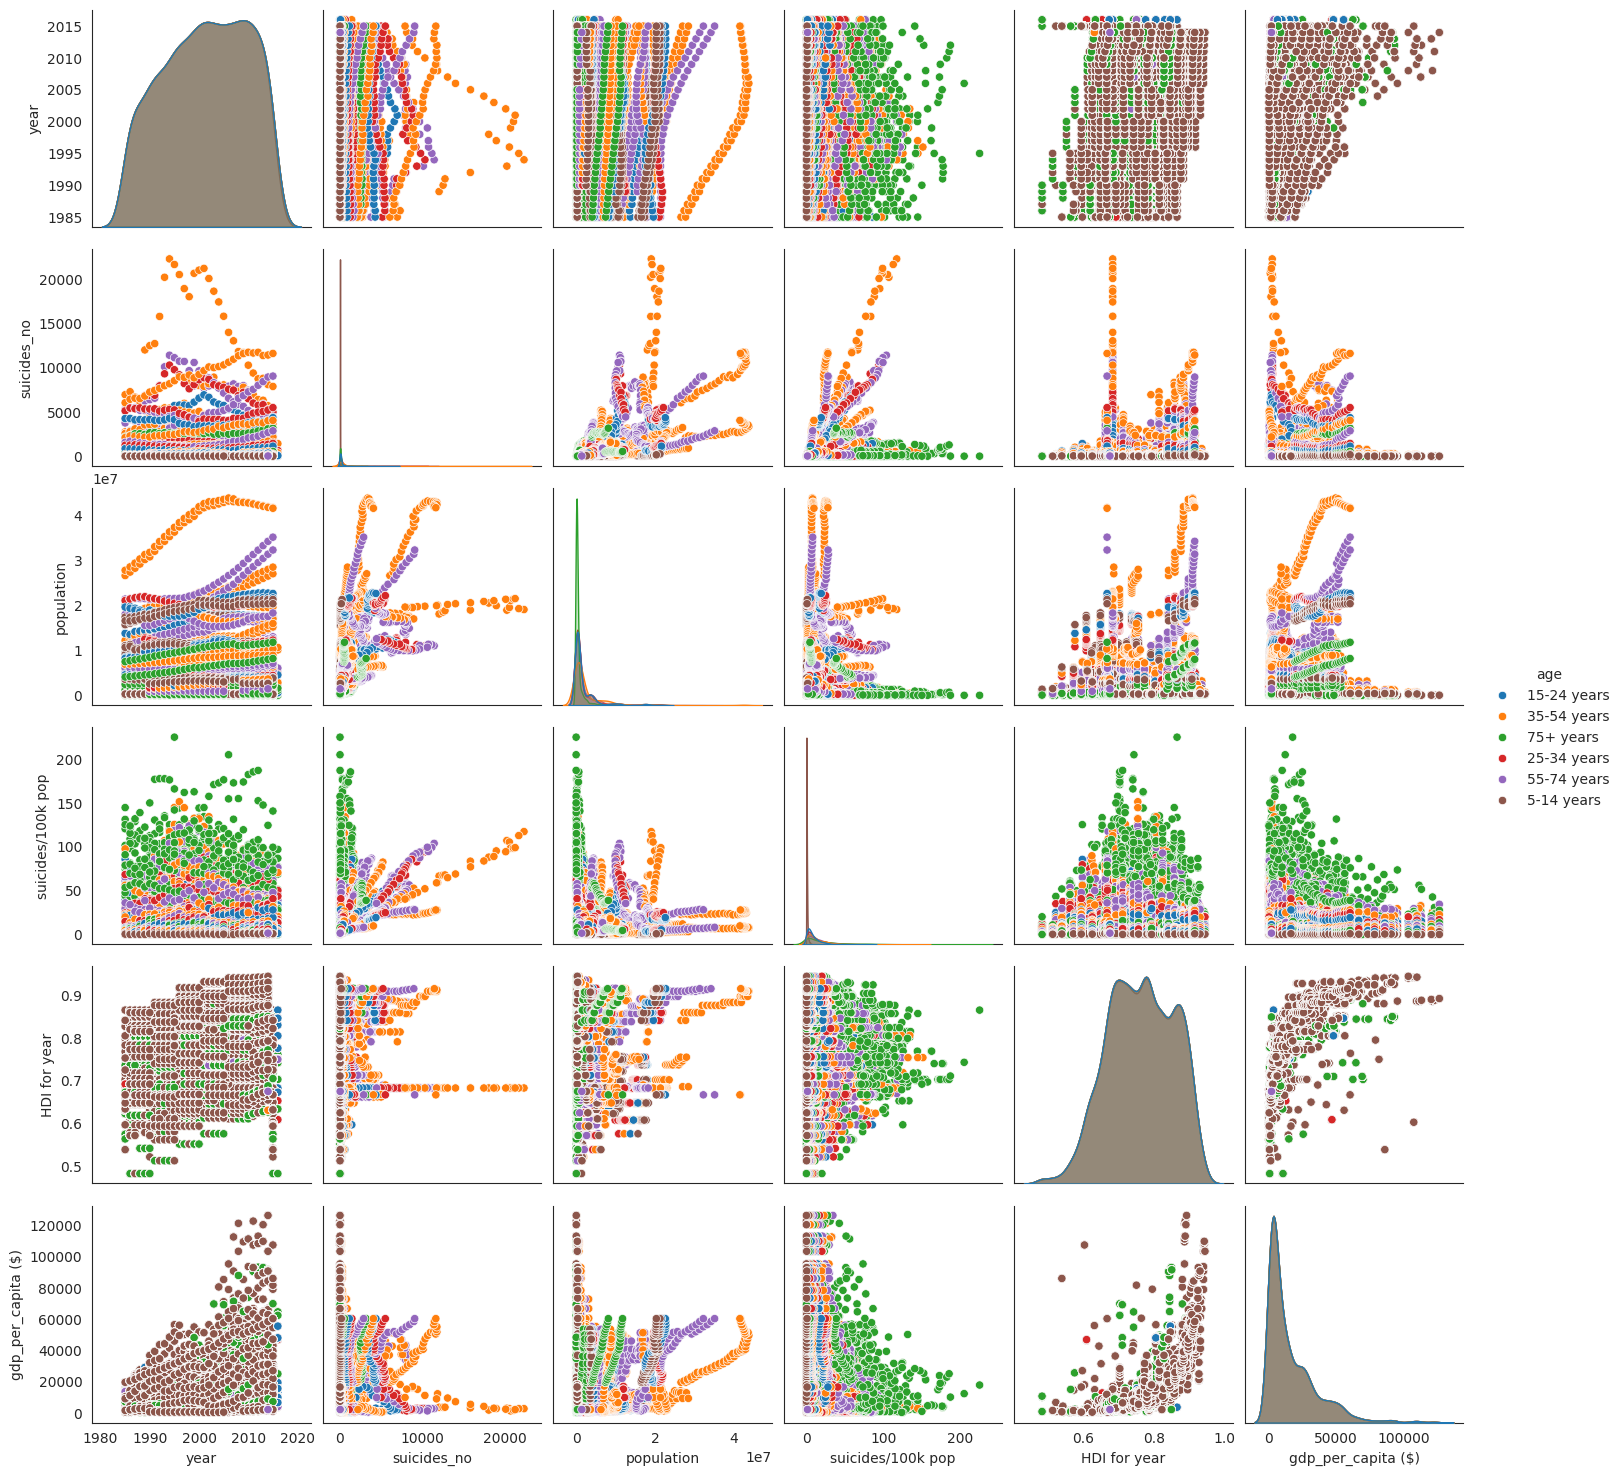 2015
2010
2005
2000
1995
1990
1985
year
20000
15000
10000
5000
0
suicides_no
1e7
4
3
2
1
0
population
age
15-24 years
35-54 years
75+ years
25-34 years
55-74 years
5-14 years
200
150
100
50
0
suicides/100k pop
0.9
0.8
0.7
0.6
0.5
HDI for year
120000
100000
80000
60000
40000
20000
0
gdp_per_capita ($)
1980 1990 2000 2010 2020
year
0 10000 20000
suicides_no
0 2 4
1e7
population
0 100 200
suicides/100k pop
0.6 0.8 1.0
HDI for year
0 50000 100000
gdp_per_capita ($)